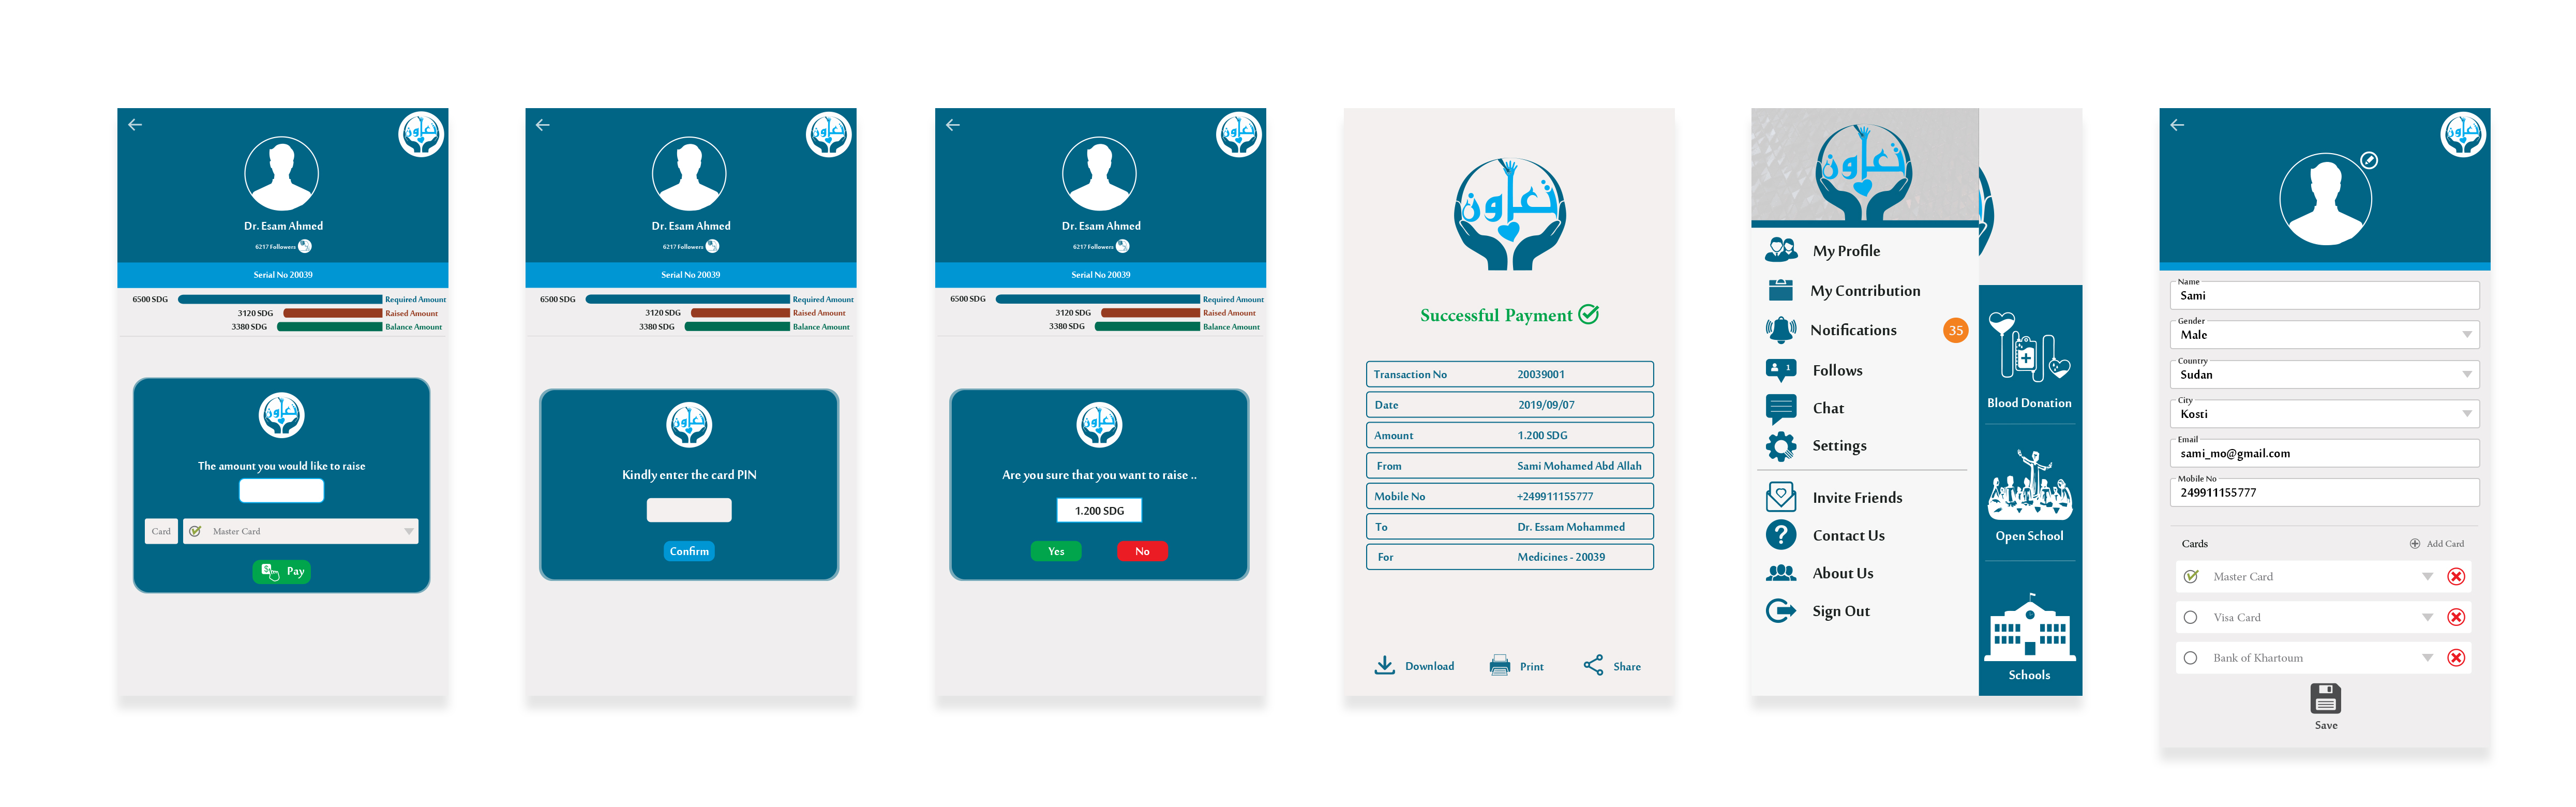 تعاون
Dr. Esam Ahmed
6217 Followers
Serial No 20039
6500 SDG Required Amount
3120 SDG Raised Amount
3380 SDG Balance Amount
تعاون
The amount you would like to raise
Card Master Card
Pay
تعاون
Dr. Esam Ahmed
6217 Followers
Serial No 20039
6500 SDG Required Amount
3120 SDG Raised Amount
3380 SDG Balance Amount
تعاون
Kindly enter the card PIN
Confirm
تعاون
Dr. Esam Ahmed
6217 Followers
Serial No 20039
6500 SDG Required Amount
3120 SDG Raised Amount
3380 SDG Balance Amount
تعاون
Are you sure that you want to raise ..
1.200 SDG
Yes No
تعاون
Successful Payment
Transaction No 20039001
Date 2019/09/07
Amount 1.200 SDG
From Sami Mohamed Abd Allah
Mobile No +249911155777
To Dr. Essam Mohammed
For Medicines - 20039
Download Print Share
تعاون
My Profile
My Contribution
Notifications 35
Follows
Chat
Settings
Invite Friends
Contact Us
About Us
Sign Out
Blood Donation
Open School
Schools
تعاون
Name
Sami
Gender
Male
Country
Sudan
City
Kosti
Email
sami_mo@gmail.com
Mobile No
249911155777
Cards Add Card
Master Card
Visa Card
Bank of Khartoum
Save